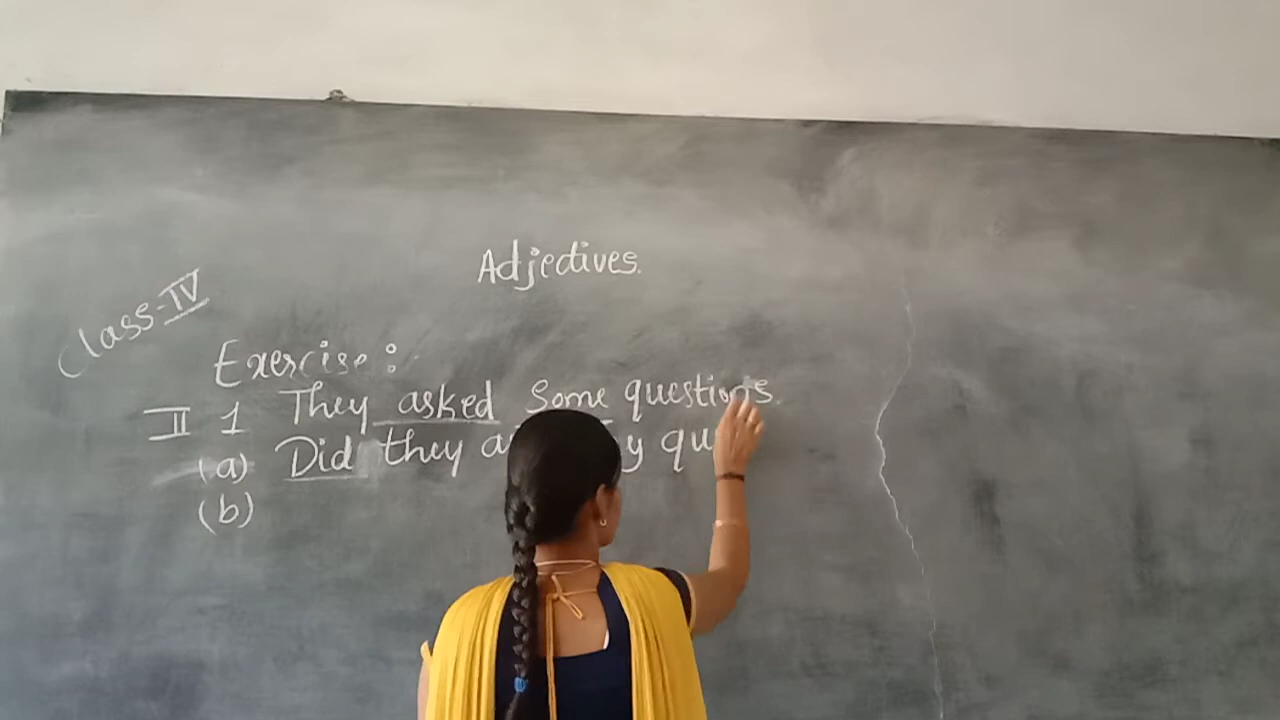 Adjectives.
Class-IV
Exercise:
II 1 They asked Some questions.
(a) Did they
(b)